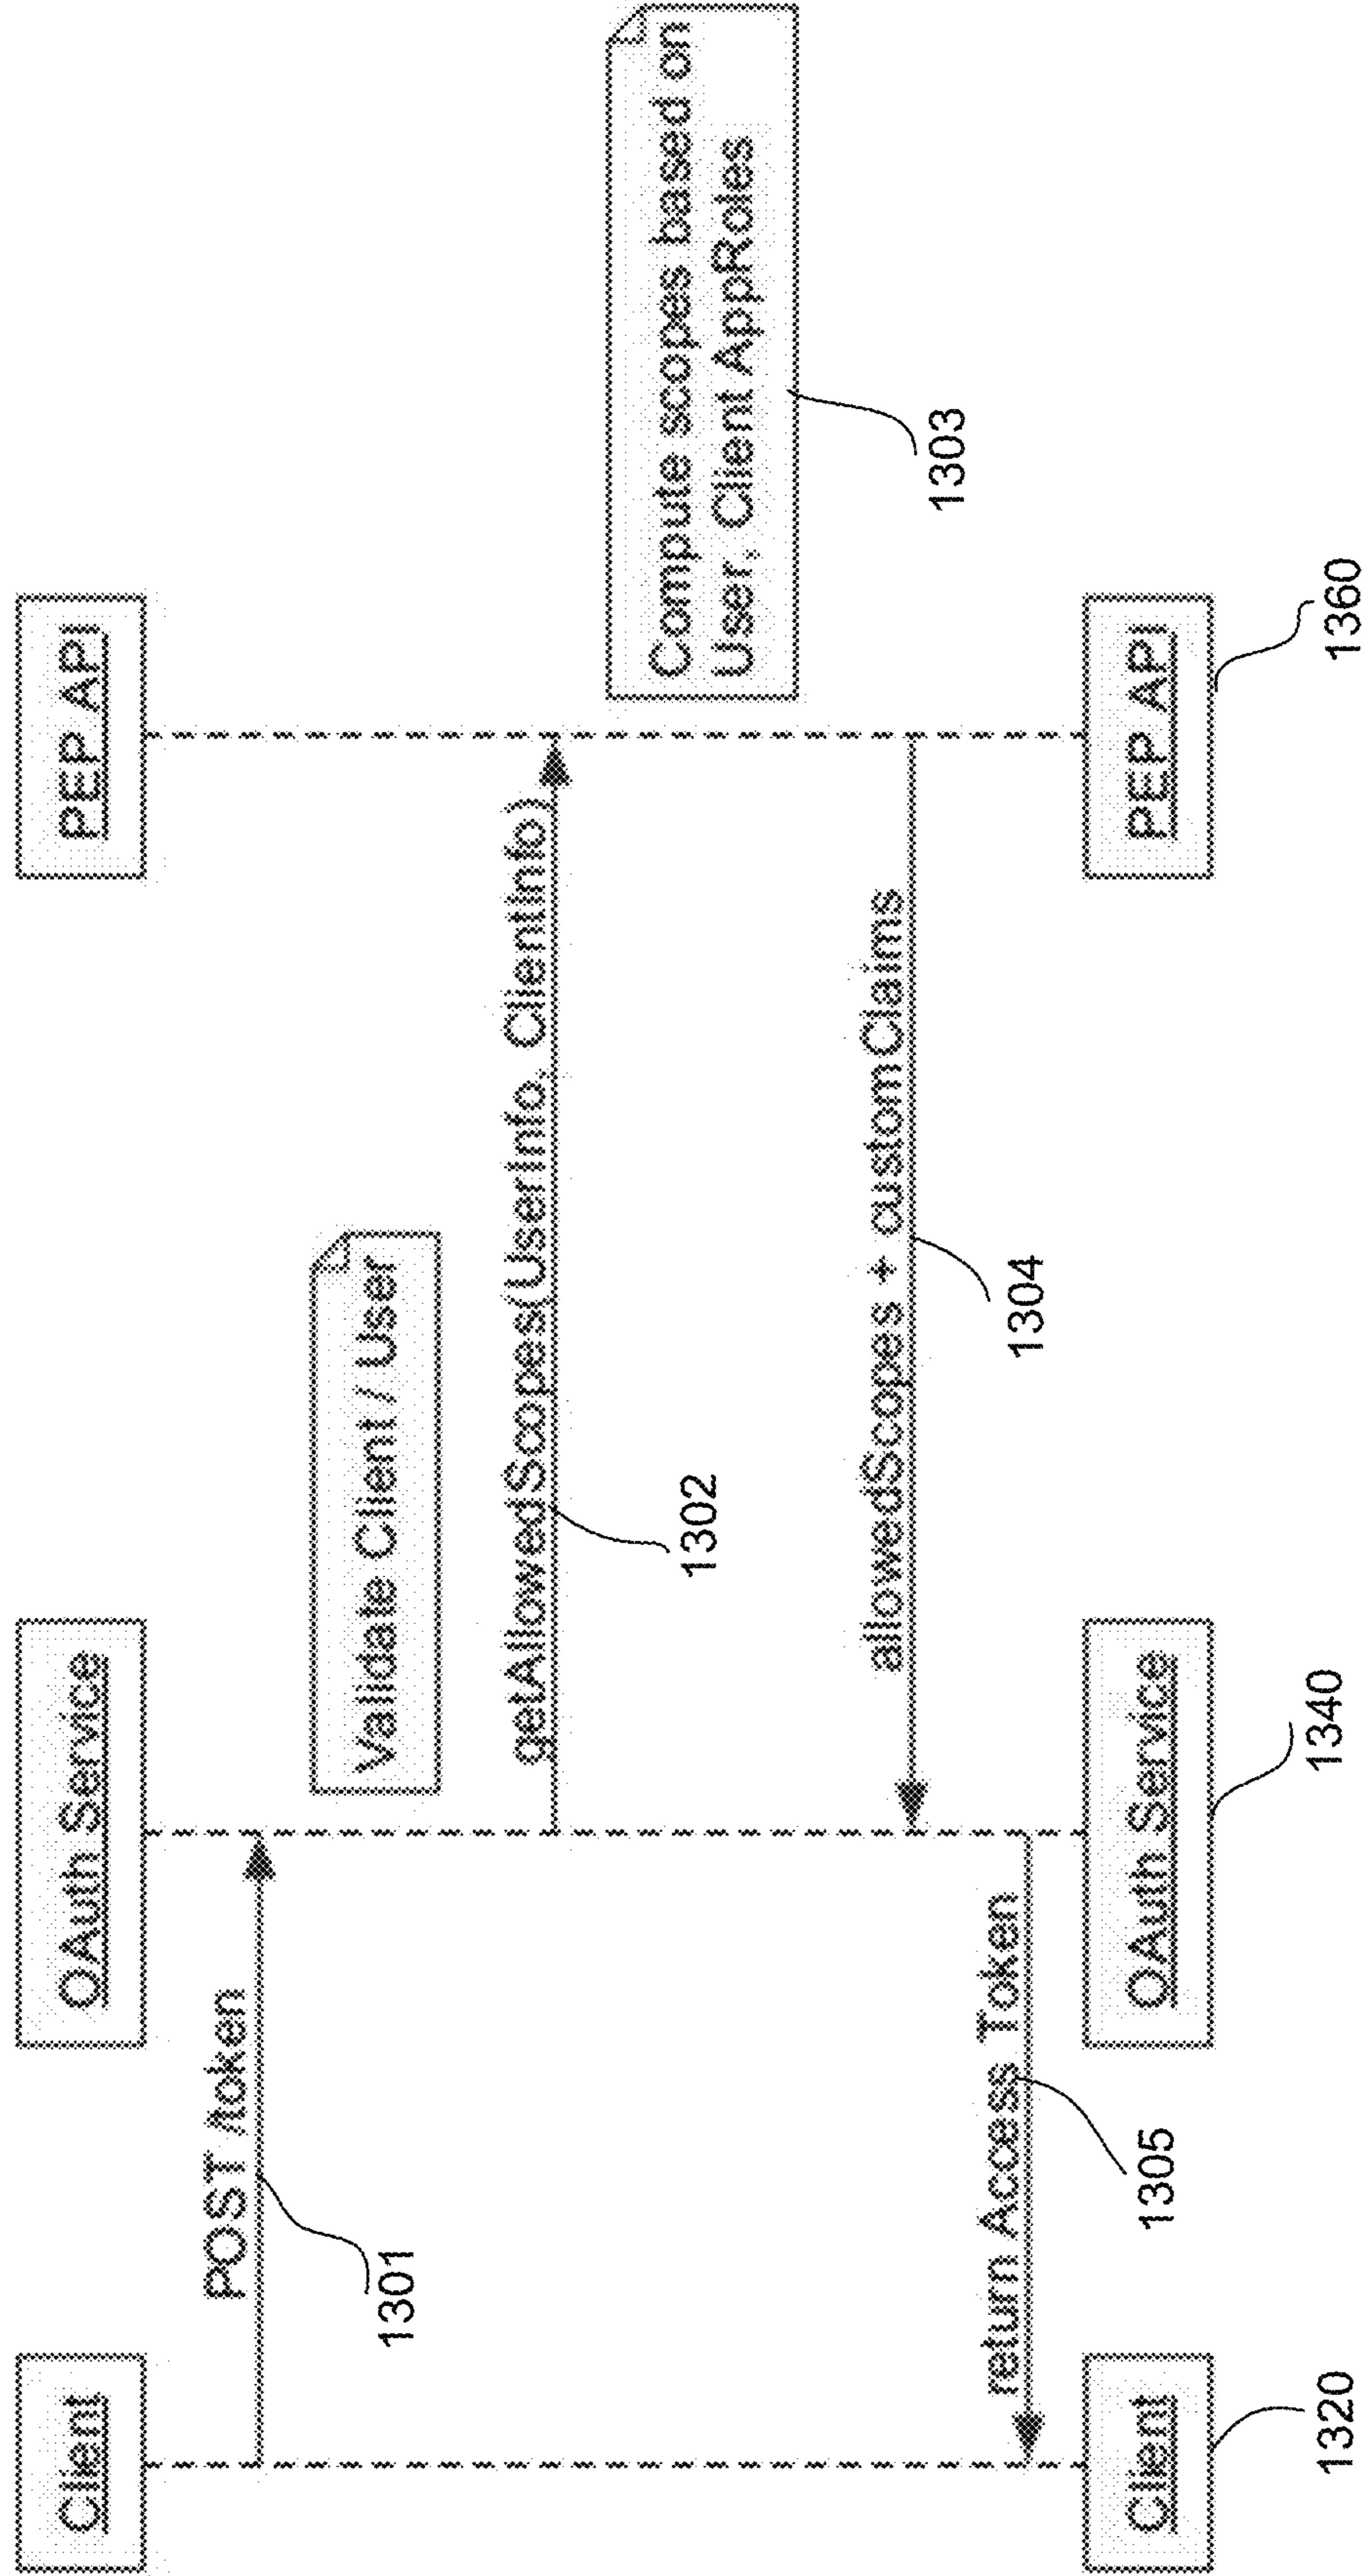 Client
OAuth Service
PEP API
POST /token
1301
Validate Client / User
getAllowedScopes(UserInfo, ClientInfo)
1302
Compute scopes based on
User, Client AppRoles
1303
allowedScopes + customClaims
1304
return Access Token
1305
Client
OAuth Service
PEP API
1320
1340
1360